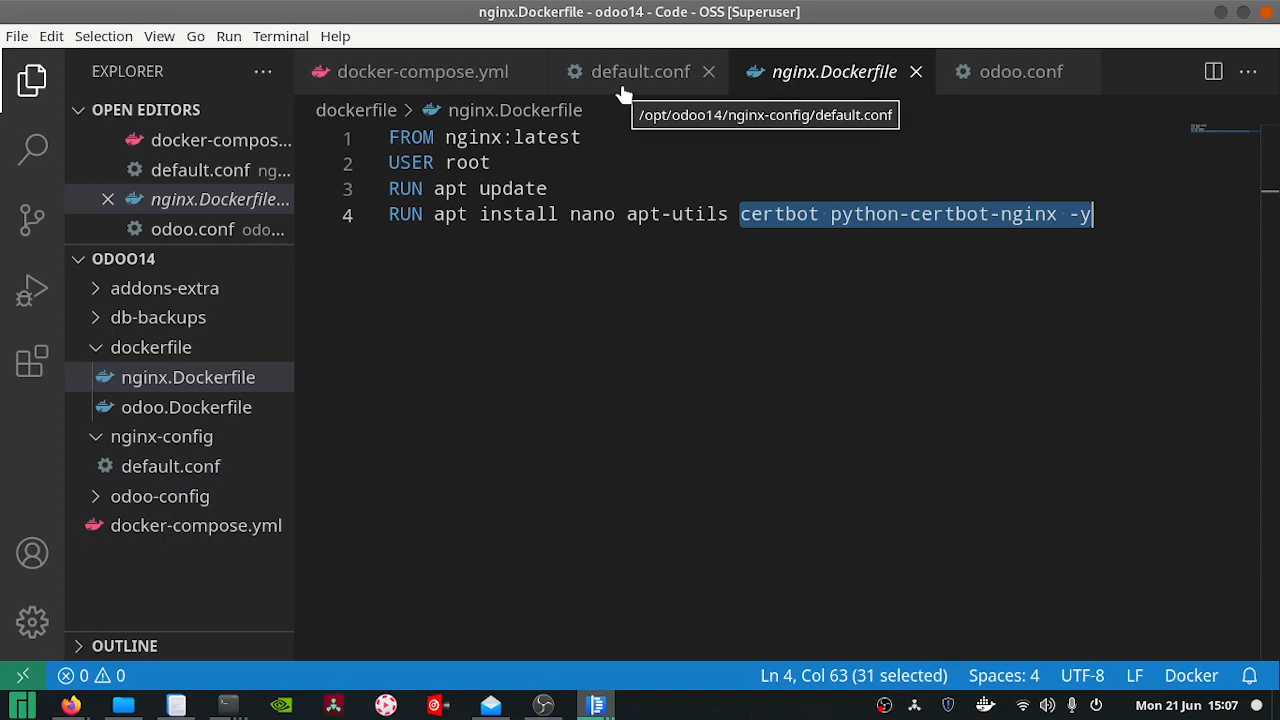 nginx.Dockerfile - odoo14 - Code - OSS [Superuser]
File Edit Selection View Go Run Terminal Help
EXPLORER
docker-compose.yml
default.conf
nginx.Dockerfile
odoo.conf
/opt/odoo14/nginx-config/default.conf
dockerfile > nginx.Dockerfile
OPEN EDITORS
docker-compos...
default.conf ng...
nginx.Dockerfile...
odoo.conf odo...
ODOO14
addons-extra
db-backups
dockerfile
nginx.Dockerfile
odoo.Dockerfile
nginx-config
default.conf
odoo-config
docker-compose.yml
OUTLINE
1 FROM nginx:latest
2 USER root
3 RUN apt update
4 RUN apt install nano apt-utils certbot python-certbot-nginx -y
0 0
Ln 4, Col 63 (31 selected) Spaces: 4 UTF-8 LF Docker
Mon 21 Jun 15:07